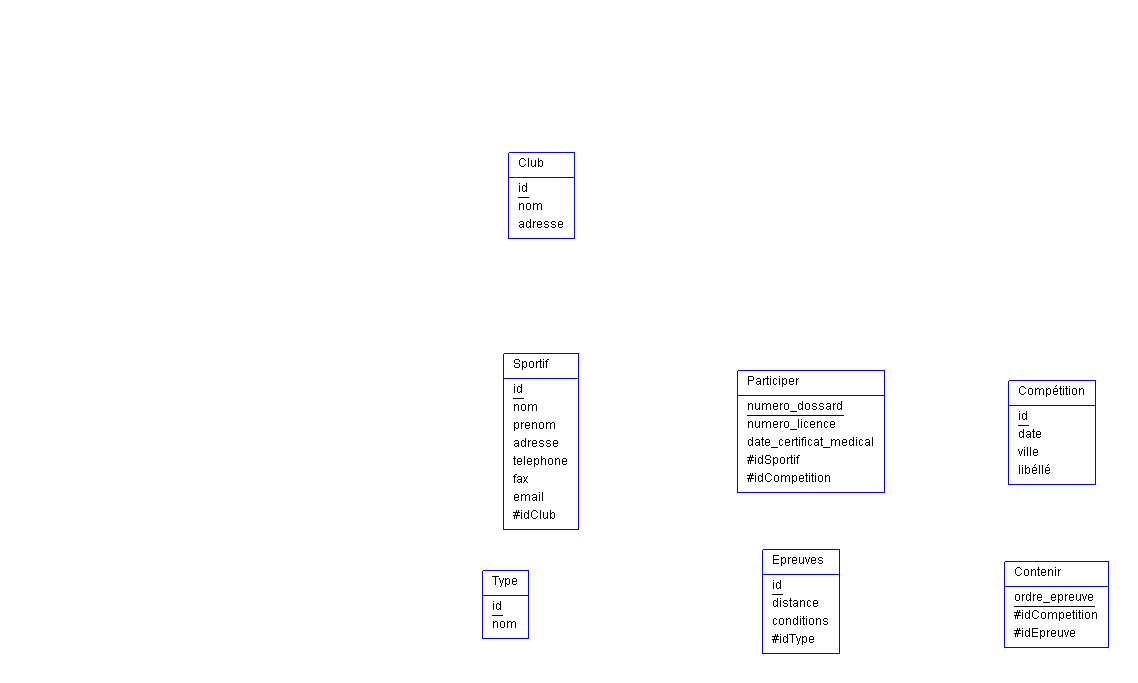 Club
id
nom
adresse
Sportif
id
nom
prenom
adresse
telephone
fax
email
#idClub
Participer
numero_dossard
numero_licence
date_certificat_medical
#idSportif
#idCompetition
Compétition
id
date
ville
libéllé
Type
id
nom
Epreuves
id
distance
conditions
#idType
Contenir
ordre_epreuve
#idCompetition
#idEpreuve